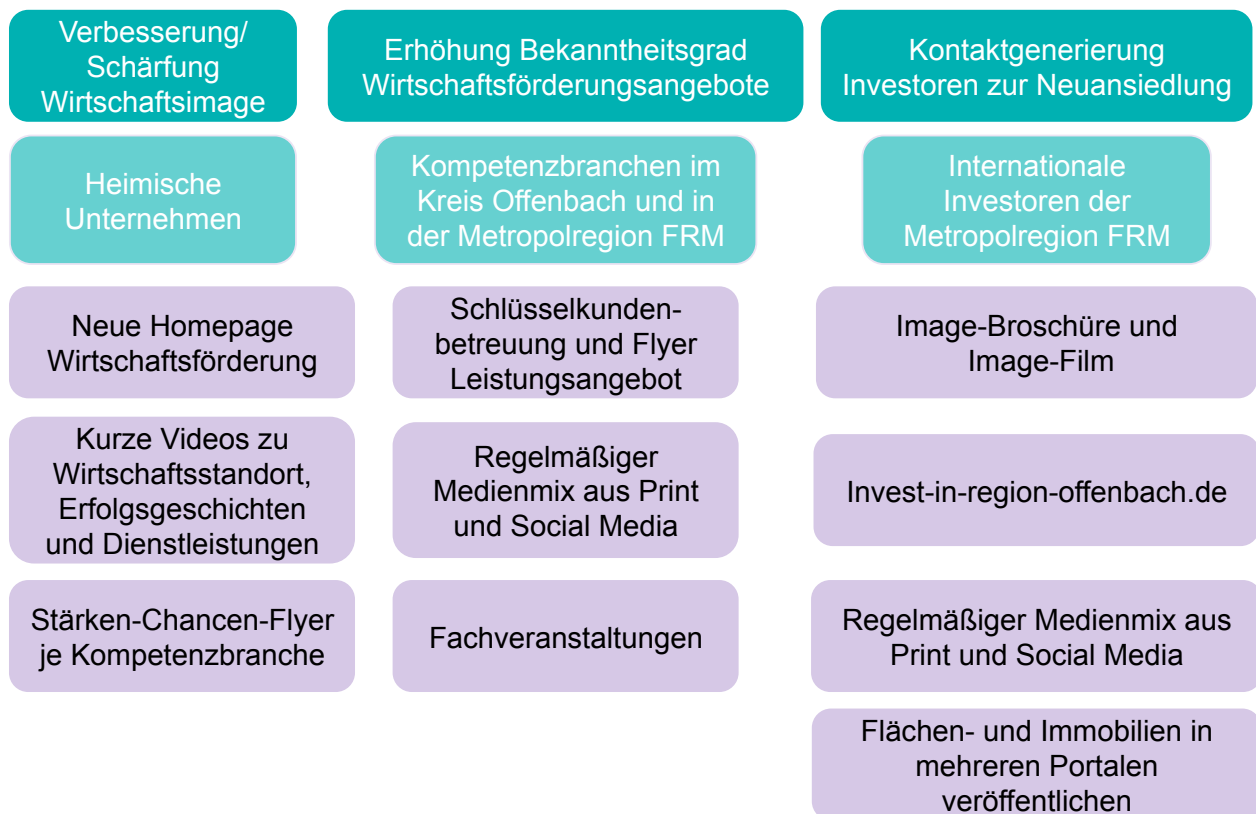 Verbesserung/
Schärfung
Wirtschaftsimage
Erhöhung Bekanntheitsgrad
Wirtschaftsförderungsangebote
Kontaktgenerierung
Investoren zur Neuansiedlung
Heimische
Unternehmen
Kompetenzbranchen im
Kreis Offenbach und in
der Metropolregion FRM
Internationale
Investoren der
Metropolregion FRM
Neue Homepage
Wirtschaftsförderung
Schlüsselkunden-
betreuung und Flyer
Leistungsangebot
Image-Broschüre und
Image-Film
Kurze Videos zu
Wirtschaftsstandort,
Erfolgsgeschichten
und Dienstleistungen
Regelmäßiger
Medienmix aus Print
und Social Media
Invest-in-region-offenbach.de
Stärken-Chancen-Flyer
je Kompetenzbranche
Fachveranstaltungen
Regelmäßiger Medienmix aus
Print und Social Media
Flächen- und Immobilien in
mehreren Portalen
veröffentlichen